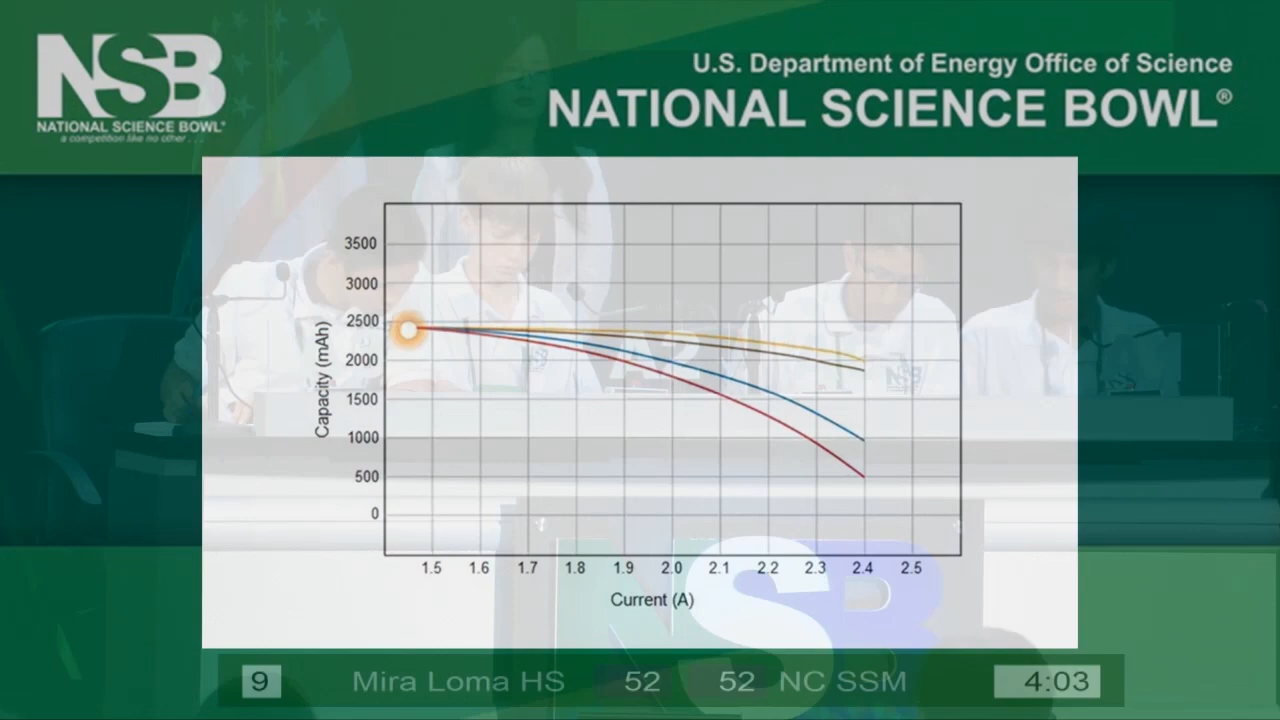 NSB
NATIONAL SCIENCE BOWL®
a competition like no other . . .
U.S. Department of Energy Office of Science
NATIONAL SCIENCE BOWL®
3500
3000
2500
2000
1500
1000
500
0
Capacity (mAh)
1.5 1.6 1.7 1.8 1.9 2.0 2.1 2.2 2.3 2.4 2.5
Current (A)
NSB
NSB
9 Mira Loma HS 52 52 NC SSM 4:03